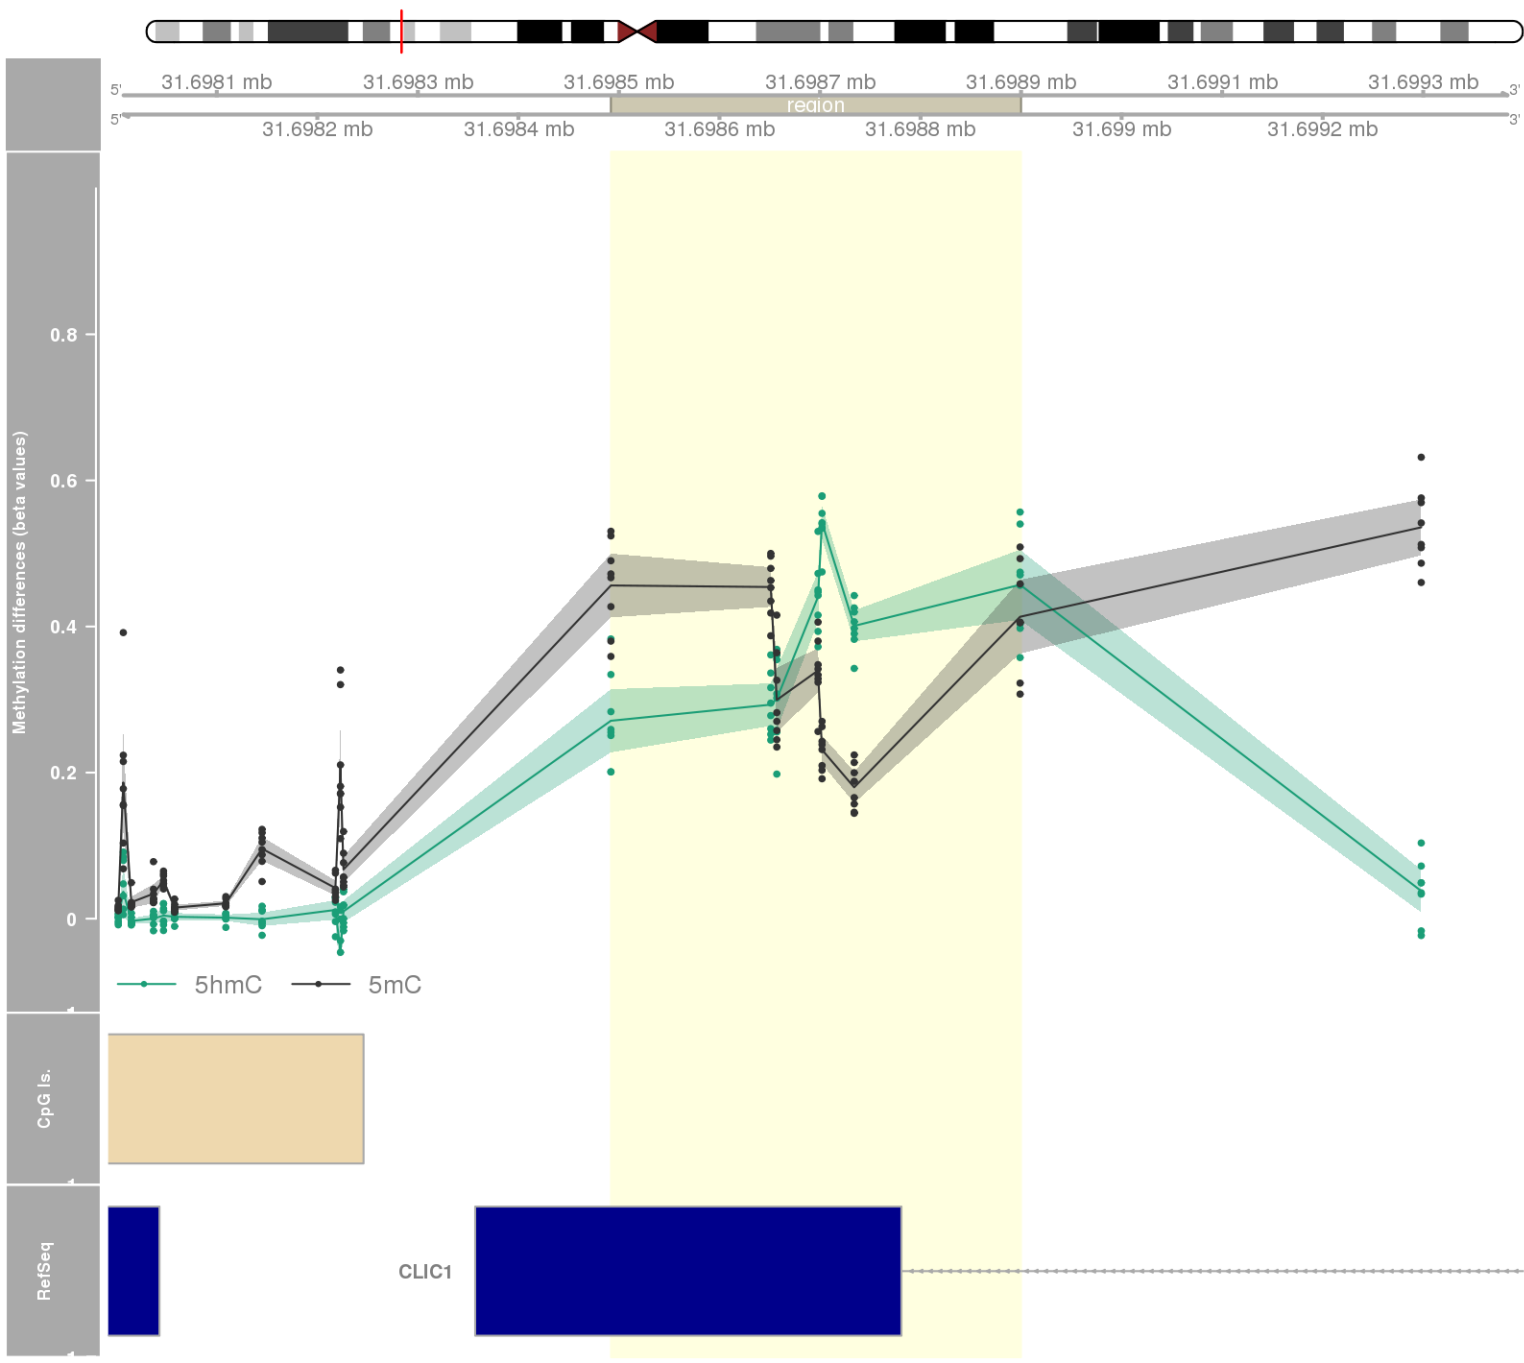 31.6981 mb 31.6983 mb 31.6985 mb 31.6987 mb 31.6989 mb 31.6991 mb 31.6993 mb
5' 3'
region
5' 3'
31.6982 mb 31.6984 mb 31.6986 mb 31.6988 mb 31.699 mb 31.6992 mb
Methylation differences (beta values)
0.8
0.6
0.4
0.2
0
5hmC 5mC
CpG Is.
RefSeq
CLIC1